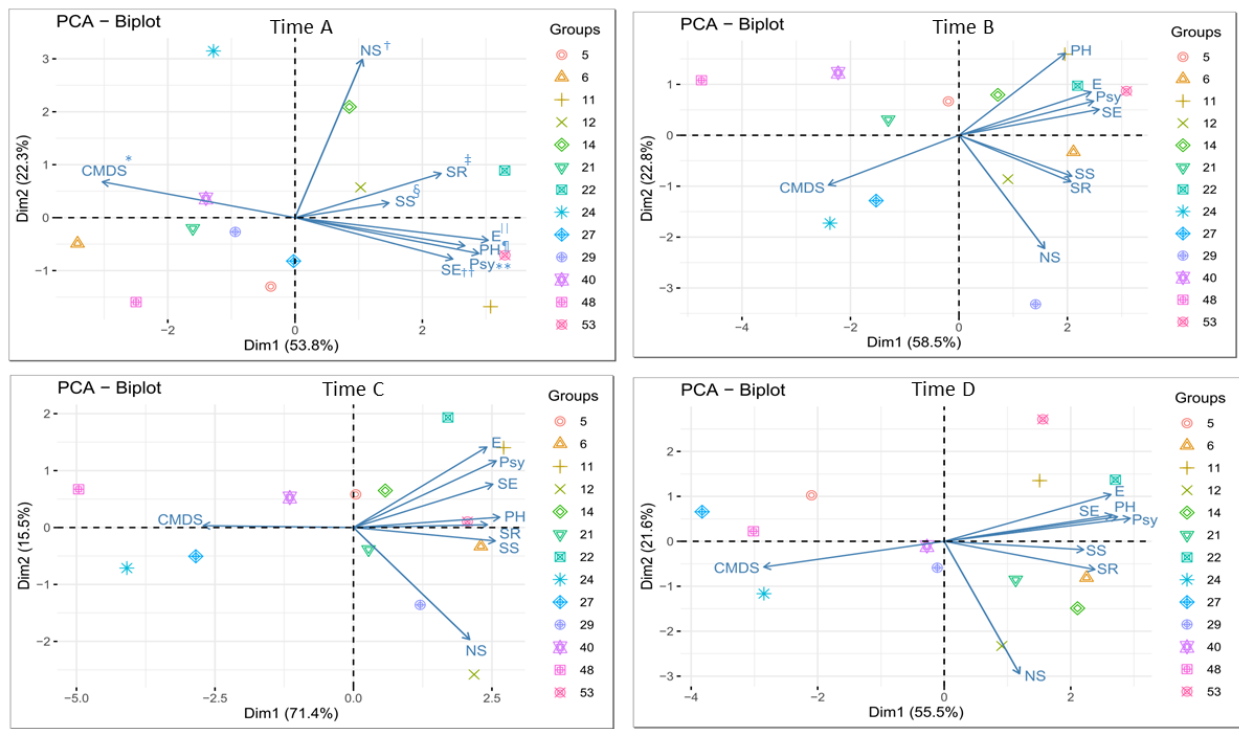 PCA – Biplot
Time A
Groups
5
6
11
12
14
21
22
24
27
29
40
48
53
NS†
CMDS*
SR‡
SS§
E||
PH¶
Psy**
SE††
3
2
1
0
−1
Dim2 (22.3%)
−2
0
2
Dim1 (53.8%)
PCA – Biplot
Time B
Groups
5
6
11
12
14
21
22
24
27
29
40
48
53
PH
E
Psy
SE
SS
SR
CMDS
NS
1
0
−1
−2
−3
Dim2 (22.8%)
−4
−2
0
2
Dim1 (58.5%)
PCA – Biplot
Time C
Groups
5
6
11
12
14
21
22
24
27
29
40
48
53
E
Psy
SE
PH
CMDS
SR
SS
NS
2
1
0
−1
−2
Dim2 (15.5%)
−5.0
−2.5
0.0
2.5
Dim1 (71.4%)
PCA – Biplot
Time D
Groups
5
6
11
12
14
21
22
24
27
29
40
48
53
E
SE
PH
Psy
SS
CMDS
SR
NS
2
1
0
−1
−2
−3
Dim2 (21.6%)
−4
−2
0
2
Dim1 (55.5%)